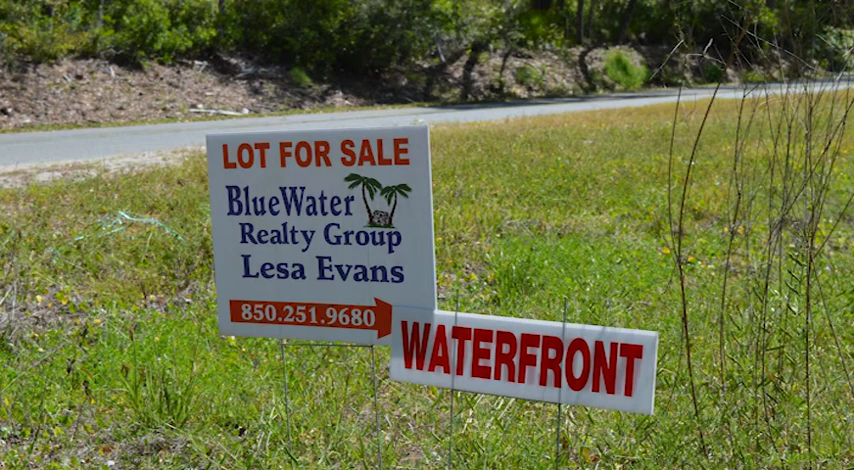 LOT FOR SALE
BlueWater
Realty Group
Lesa Evans
850.251.9680
WATERFRONT